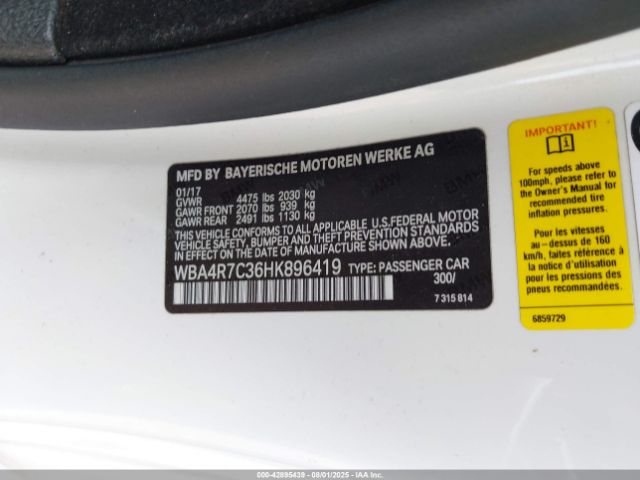 MFD BY BAYERISCHE MOTOREN WERKE AG
01/17
GVWR 4475 lbs 2030 kg
GAWR FRONT 2070 lbs 939 kg
GAWR REAR 2491 lbs 1130 kg
THIS VEHICLE CONFORMS TO ALL APPLICABLE U.S.FEDERAL MOTOR
VEHICLE SAFETY, BUMPER, AND THEFT PREVENTION STANDARDS
IN EFFECT ON THE DATE OF MANUFACTURE SHOWN ABOVE.
WBA4R7C36HK896419 TYPE: PASSENGER CAR
300/
7 315 814
IMPORTANT!
For speeds above
100mph, please refer to
the Owner's Manual for
recommended tire
inflation pressures.
Pour les vitesses
au-dessus de 160
km/h, faites référence
à la notice d'utilisation
pour les pressions des
pneus recommendées.
6859729
000-42895439 - 08/01/2025 - IAA Inc.